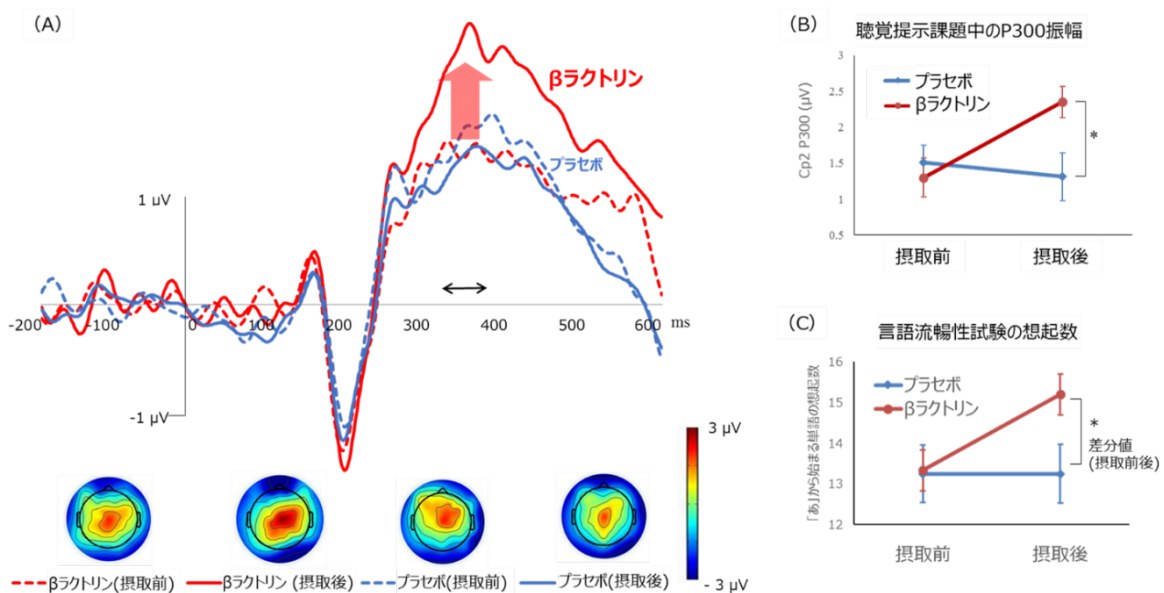 (A)
βラクトリン
プラセボ
1 μV
-200
-100
0
100
200
300
400
500
600
ms
-1 μV
3 μV
- 3 μV
βラクトリン(摂取前)
βラクトリン (摂取後)
プラセボ(摂取前)
プラセボ(摂取後)
(B)
聴覚提示課題中のP300振幅
Cp2 P300 (μV)
3
2.5
2
1.5
1
0.5
プラセボ
βラクトリン
*
摂取前
摂取後
(C)
言語流暢性試験の想起数
「あ」から始まる単語の想起数
16
15
14
13
12
プラセボ
βラクトリン
*
差分値
(摂取前後)
摂取前
摂取後